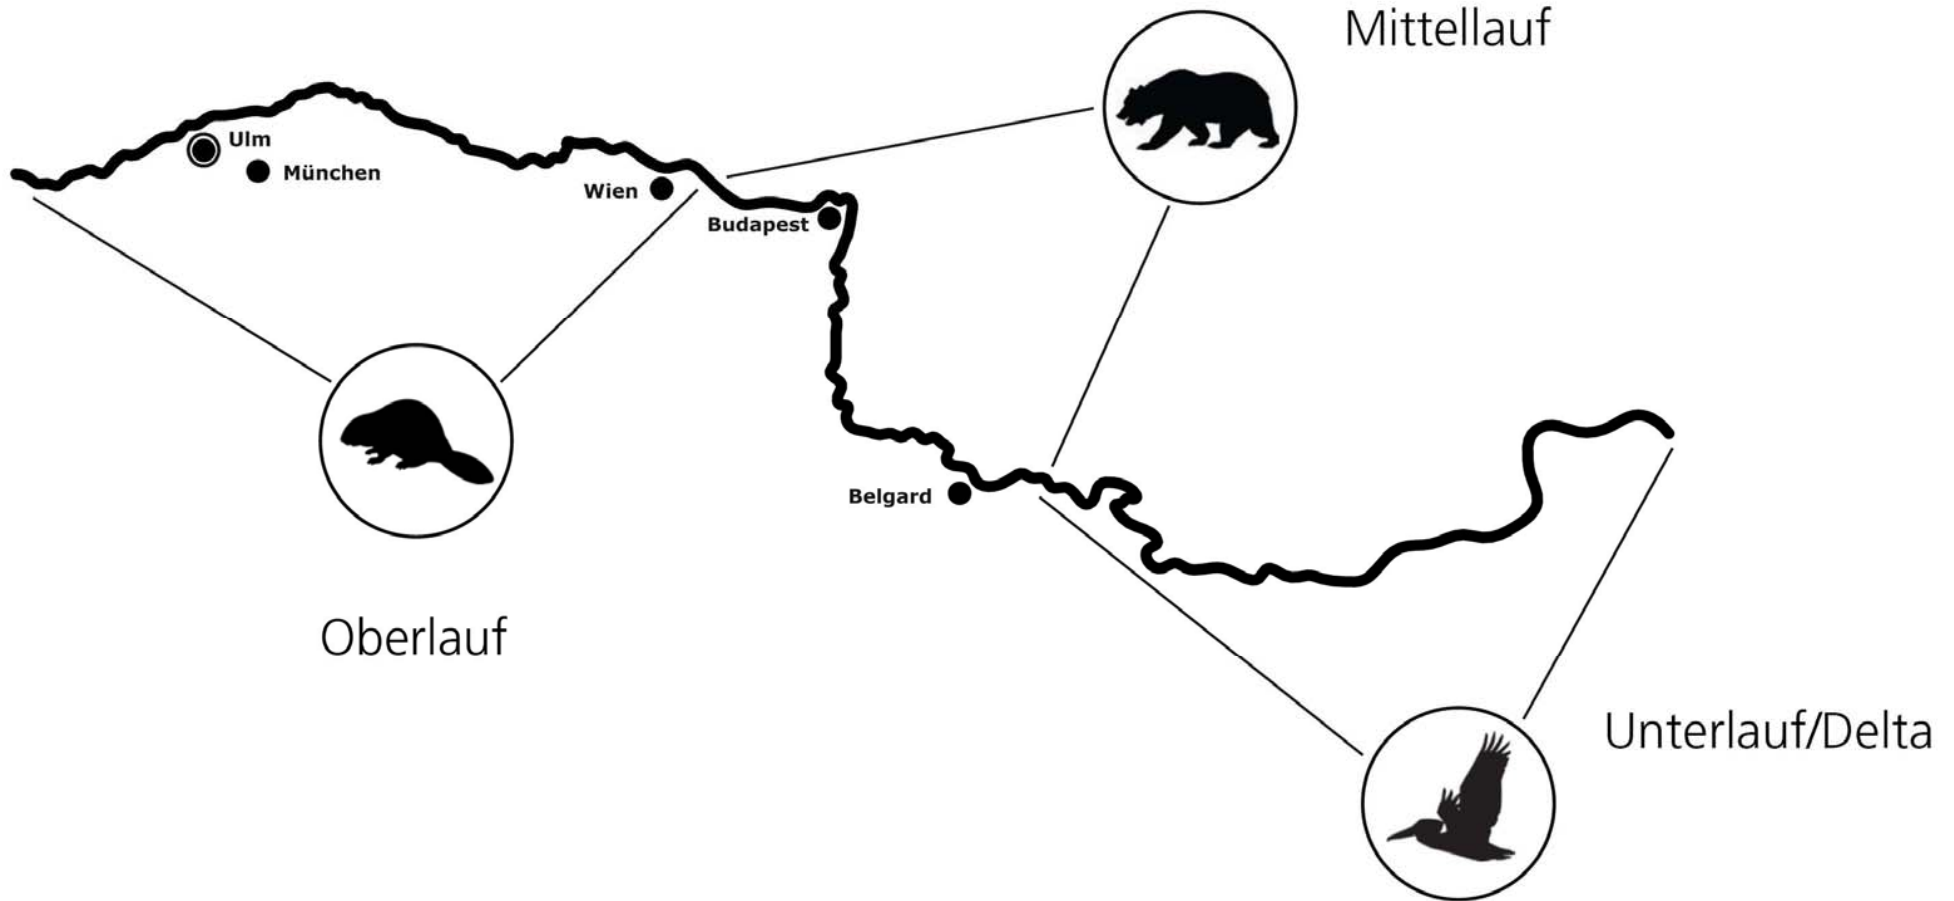 Mittellauf
Ulm
München
Wien
Budapest
Belgard
Oberlauf
Unterlauf/Delta